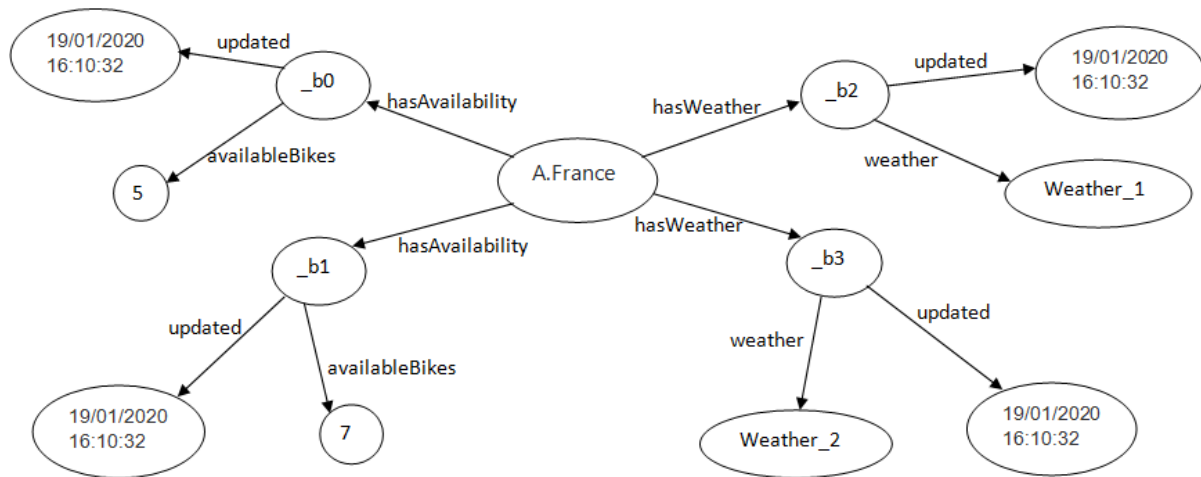 19/01/2020
16:10:32
updated
_b0
hasAvailability
availableBikes
5
A.France
hasWeather
_b2
updated
19/01/2020
16:10:32
weather
Weather_1
hasAvailability
_b1
updated
19/01/2020
16:10:32
availableBikes
7
hasWeather
_b3
weather
Weather_2
updated
19/01/2020
16:10:32